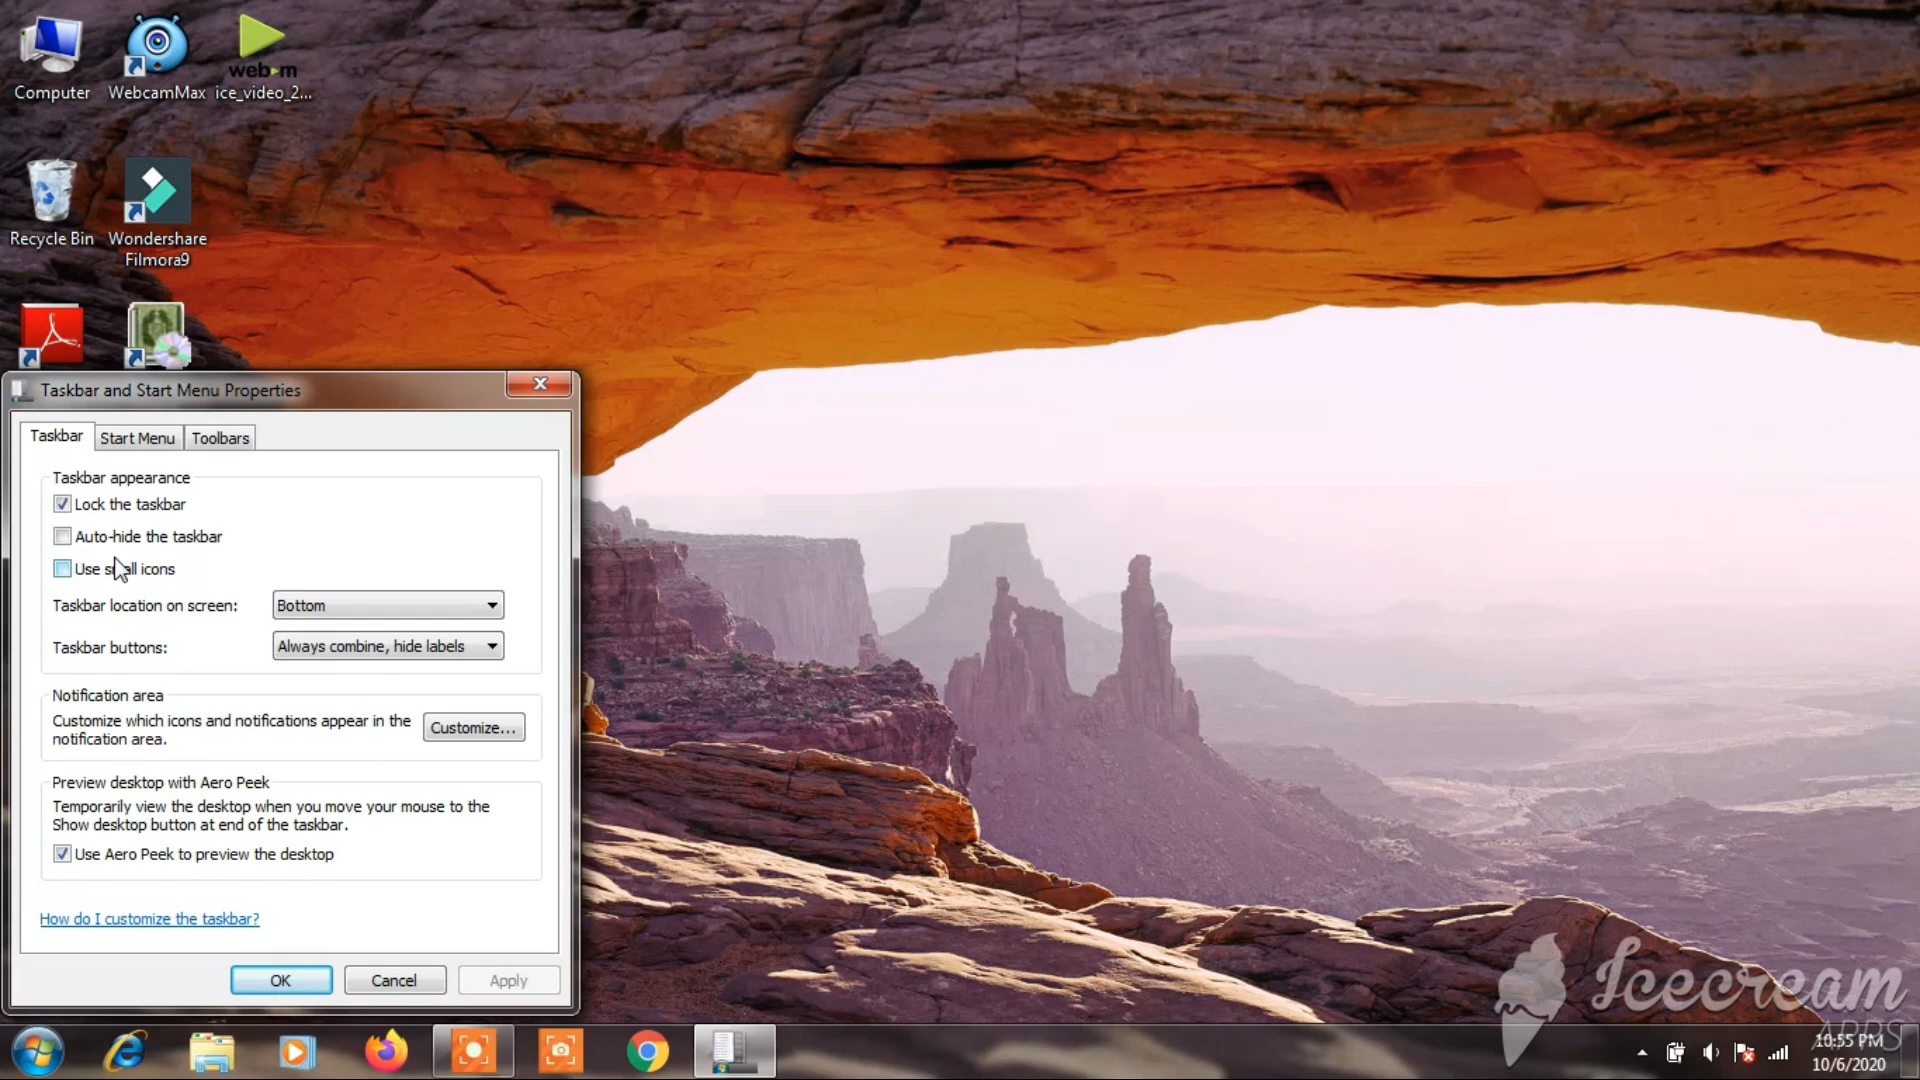 web m
Computer
WebcamMax
ice_video_2...
Recycle Bin
Wondershare
Filmora9
Taskbar and Start Menu Properties
Taskbar
Start Menu
Toolbars
Taskbar appearance
Lock the taskbar
Auto-hide the taskbar
Use small icons
Taskbar location on screen:
Bottom
Taskbar buttons:
Always combine, hide labels
Notification area
Customize which icons and notifications appear in the
notification area.
Customize...
Preview desktop with Aero Peek
Temporarily view the desktop when you move your mouse to the
Show desktop button at end of the taskbar.
Use Aero Peek to preview the desktop
How do I customize the taskbar?
OK
Cancel
Apply
Icecream
APPS
10:55 PM
10/6/2020